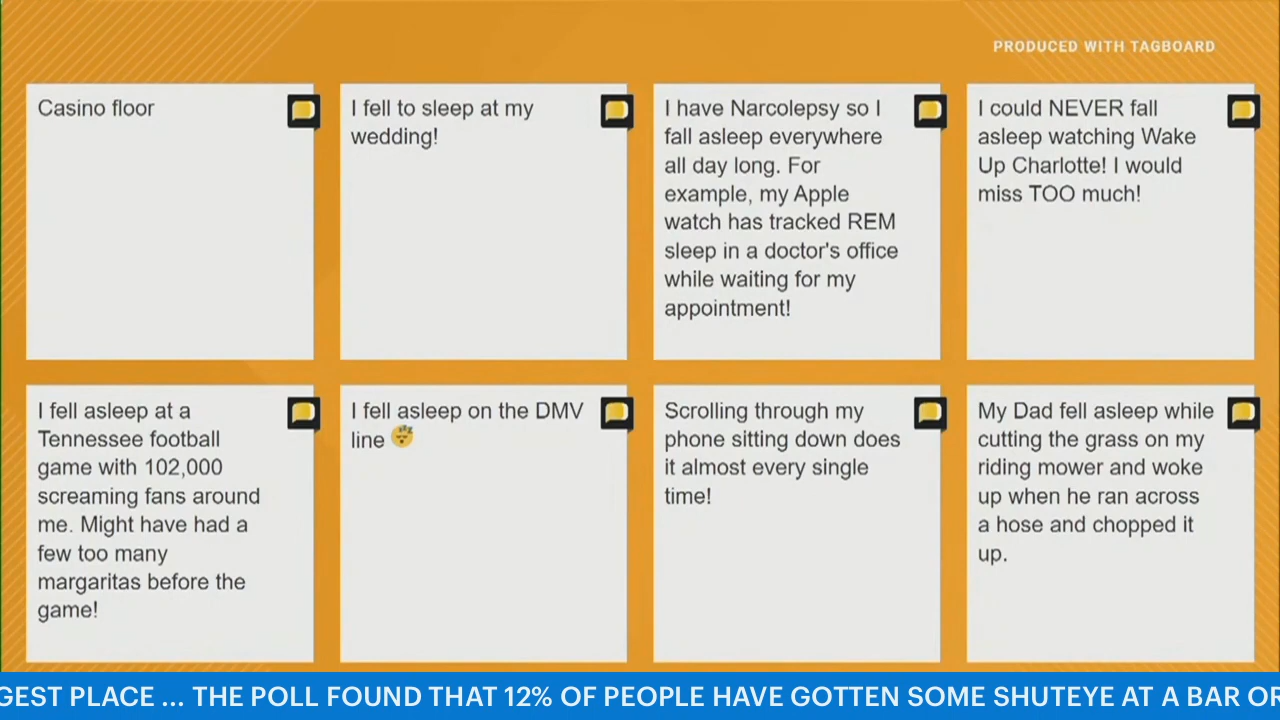 PRODUCED WITH TAGBOARD
Casino floor
I fell to sleep at my
wedding!
I have Narcolepsy so I
fall asleep everywhere
all day long. For
example, my Apple
watch has tracked REM
sleep in a doctor's office
while waiting for my
appointment!
I could NEVER fall
asleep watching Wake
Up Charlotte! I would
miss TOO much!
I fell asleep at a
Tennessee football
game with 102,000
screaming fans around
me. Might have had a
few too many
margaritas before the
game!
I fell asleep on the DMV
line 😴
Scrolling through my
phone sitting down does
it almost every single
time!
My Dad fell asleep while
cutting the grass on my
riding mower and woke
up when he ran across
a hose and chopped it
up.
GEST PLACE ... THE POLL FOUND THAT 12% OF PEOPLE HAVE GOTTEN SOME SHUTEYE AT A BAR OR